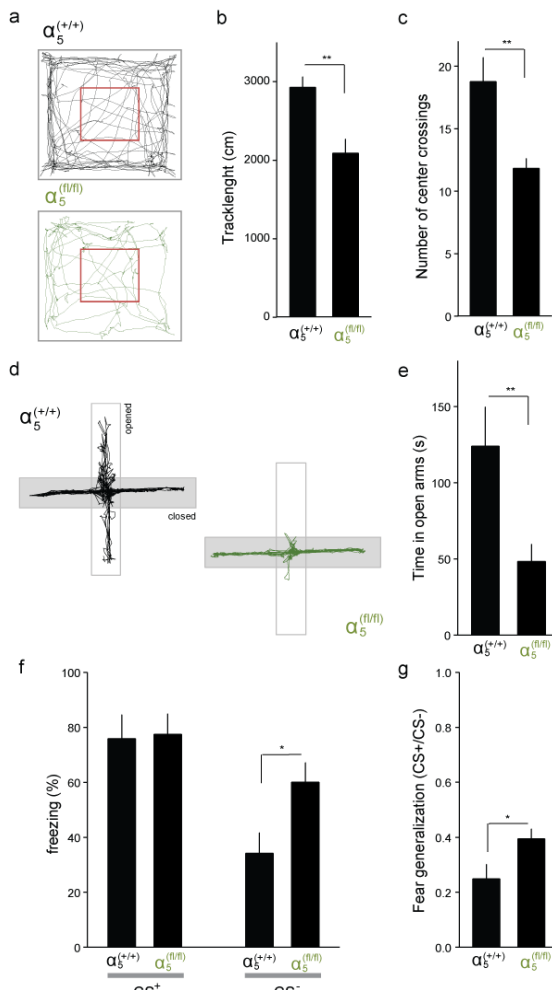 a
α5(+/+)
α5(fl/fl)
b
**
3000
2000
1000
0
Tracklenght (cm)
α5(+/+) α5(fl/fl)
c
**
20
15
10
5
0
Number of center crossings
α5(+/+) α5(fl/fl)
d
α5(+/+)
opened
closed
α5(fl/fl)
e
**
150
100
50
0
Time in open arms (s)
α5(+/+) α5(fl/fl)
f
100
80
60
40
20
0
freezing (%)
*
α5(+/+) α5(fl/fl) α5(+/+) α5(fl/fl)
CS+ CS-
g
1.0
0.8
0.6
0.4
0.2
0
Fear generalization (CS+/CS-)
*
α5(+/+) α5(fl/fl)